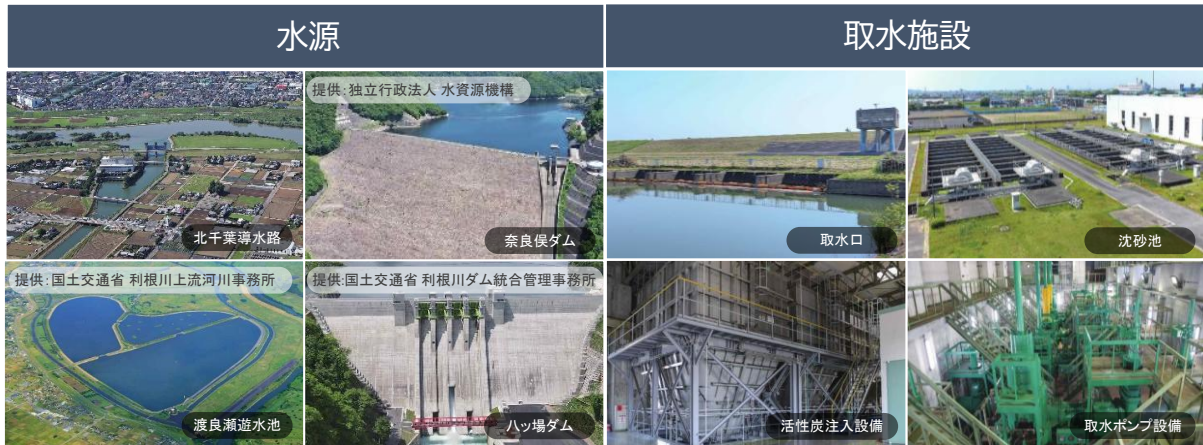 水源
取水施設
提供：独立行政法人 水資源機構
北千葉導水路
奈良俣ダム
取水口
沈砂池
提供：国土交通省 利根川上流河川事務所
提供：国土交通省 利根川ダム統合管理事務所
渡良瀬遊水池
八ッ場ダム
活性炭注入設備
取水ポンプ設備